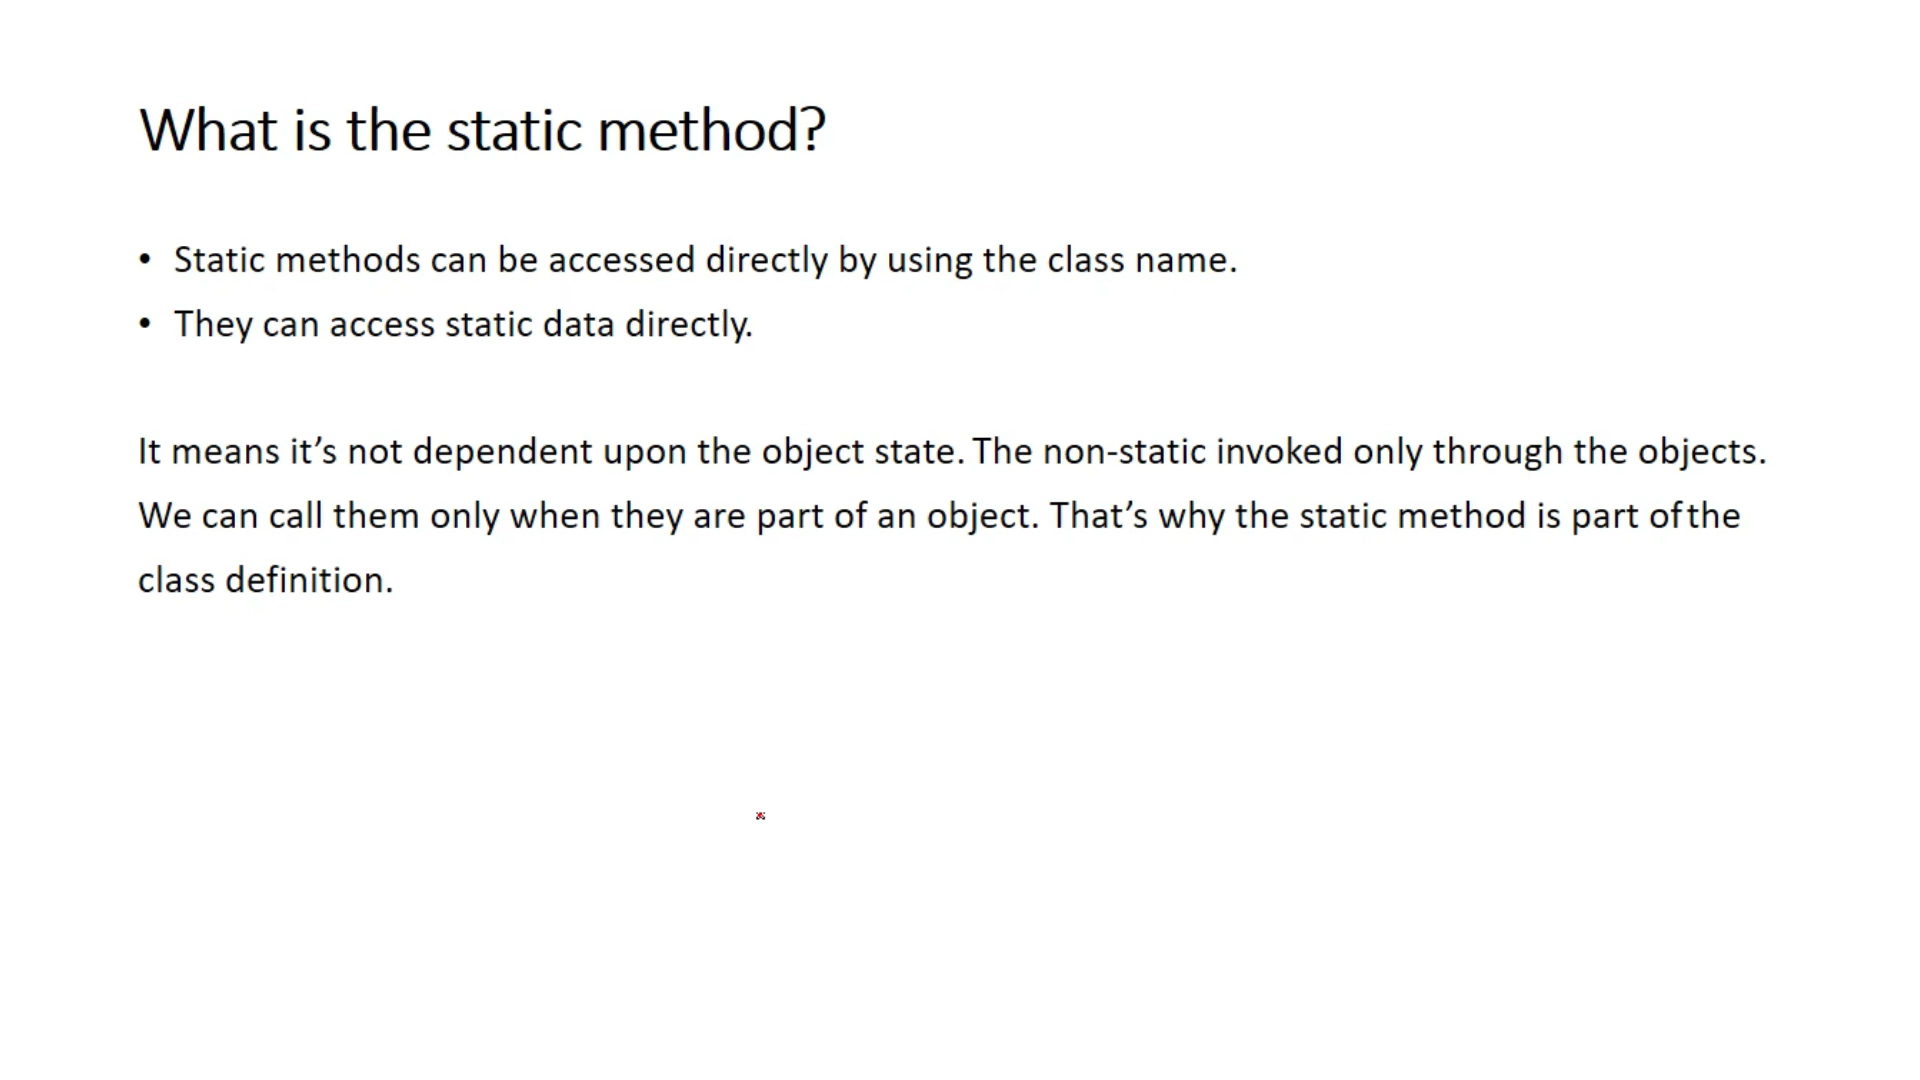 What is the static method?
• Static methods can be accessed directly by using the class name.
• They can access static data directly.
It means it’s not dependent upon the object state. The non-static invoked only through the objects.
We can call them only when they are part of an object. That’s why the static method is part of the
class definition.